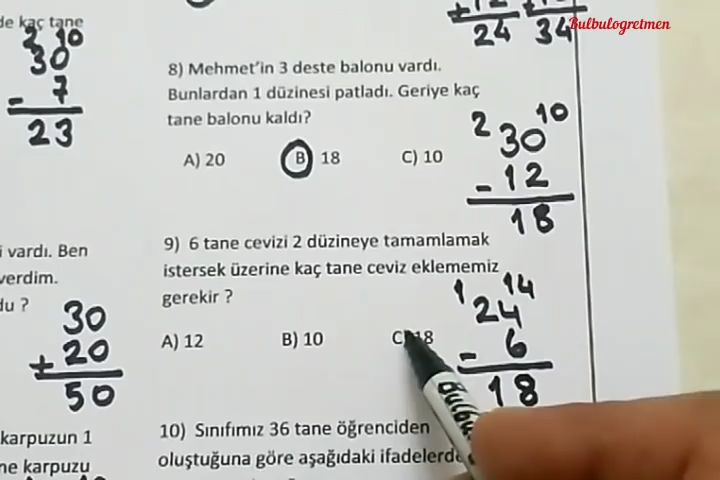 Bulbulogretmen
de kaç tane
2 10
30
- 7
23
i vardı. Ben
verdim.
du ?
30
+ 20
50
karpuzun 1
ne karpuzu
24
34
8) Mehmet'in 3 deste balonu vardı.
Bunlardan 1 düzinesi patladı. Geriye kaç
tane balonu kaldı?
A) 20 B) 18 C) 10
2 10
30
- 12
18
9) 6 tane cevizi 2 düzineye tamamlamak
istersek üzerine kaç tane ceviz eklememiz
gerekir ?
A) 12 B) 10 C) 18
1 14
24
- 6
18
10) Sınıfımız 36 tane öğrenciden
oluştuğuna göre aşağıdaki ifadelerde